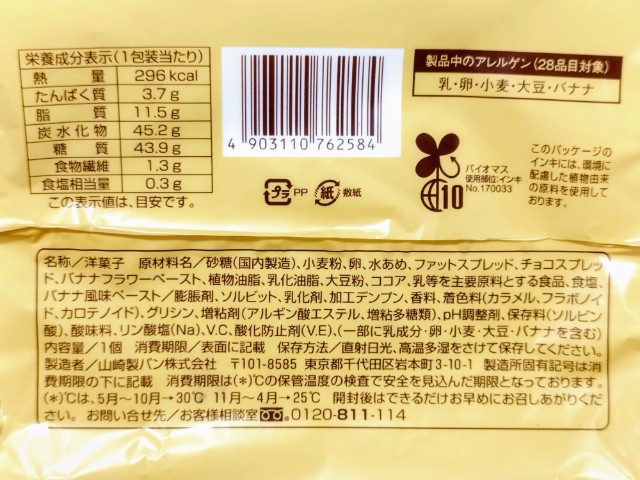 栄養成分表示(1包装当たり)
熱量 296kcal
たんぱく質 3.7g
脂質 11.5g
炭水化物 45.2g
糖質 43.9g
食物繊維 1.3g
食塩相当量 0.3g
この表示値は、目安です。
4 903110 762584
プラ PP 紙 敷紙
製品中のアレルゲン(28品目対象)
乳・卵・小麦・大豆・バナナ
10
バイオマス
使用部位:インキ
No.170033
このパッケージの
インキには、環境に
配慮した植物由来
の原料を使用して
おります。
名称/洋菓子 原材料名/砂糖(国内製造)、小麦粉、卵、水あめ、ファットスプレッド、チョコスプレッ
ド、バナナフラワーペースト、植物油脂、乳化油脂、大豆粉、ココア、乳等を主要原料とする食品、食塩、
バナナ風味ペースト/膨脹剤、ソルビット、乳化剤、加工デンプン、香料、着色料(カラメル、フラボノイ
ド、カロテノイド)、グリシン、増粘剤(アルギン酸エステル、増粘多糖類)、pH調整剤、保存料(ソルビン
酸)、酸味料、リン酸塩(Na)、V.C、酸化防止剤(V.E)、(一部に乳成分・卵・小麦・大豆・バナナを含む)
内容量/1個 消費期限/表面に記載 保存方法/直射日光、高温多湿をさけて保存してください。
製造者/山崎製パン株式会社 〒101-8585 東京都千代田区岩本町3-10-1 製造所固有記号は消
費期限の下に記載 消費期限は(*)℃の保管温度の検査で安全を見込んだ期限となっております。
(*)℃は、5月~10月→30℃ 11月~4月→25℃ 開封後はできるだけお早めにお召しあがりくだ
さい。 お問い合せ先/お客様相談室 0120-811-114